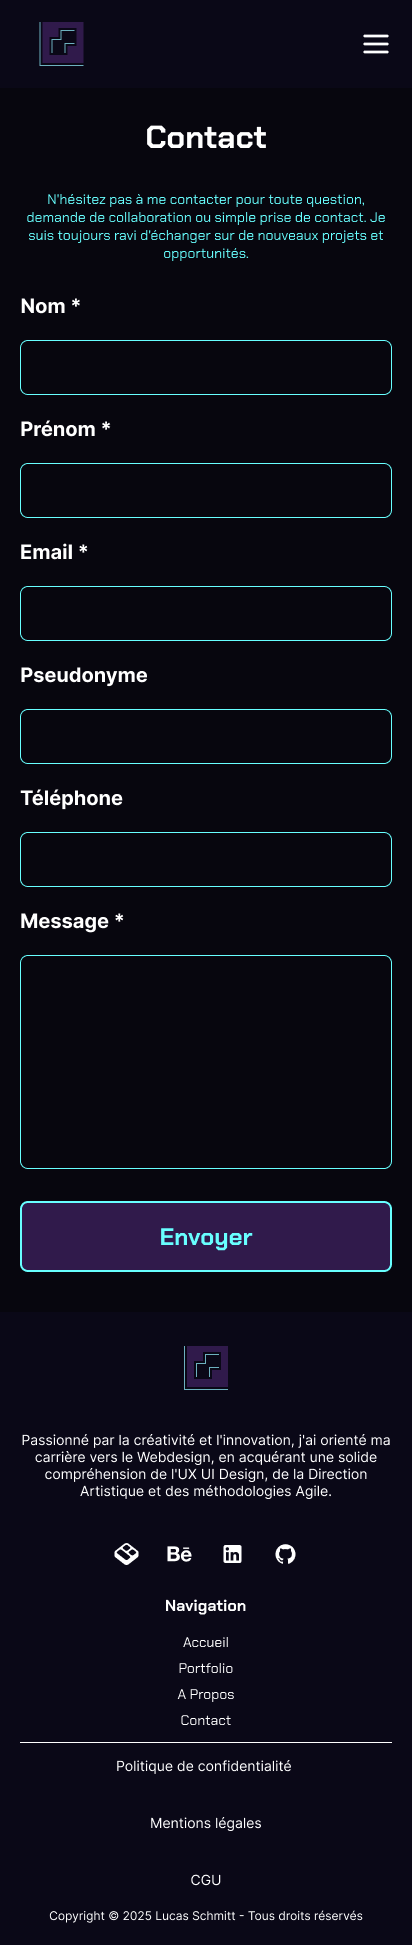 Contact
N'hésitez pas à me contacter pour toute question,
demande de collaboration ou simple prise de contact. Je
suis toujours ravi d'échanger sur de nouveaux projets et
opportunités.
Nom *
Prénom *
Email *
Pseudonyme
Téléphone
Message *
Envoyer
Passionné par la créativité et l'innovation, j'ai orienté ma
carrière vers le Webdesign, en acquérant une solide
compréhension de l'UX UI Design, de la Direction
Artistique et des méthodologies Agile.
Bē in
Navigation
Accueil
Portfolio
A Propos
Contact
Politique de confidentialité
Mentions légales
CGU
Copyright © 2025 Lucas Schmitt - Tous droits réservés